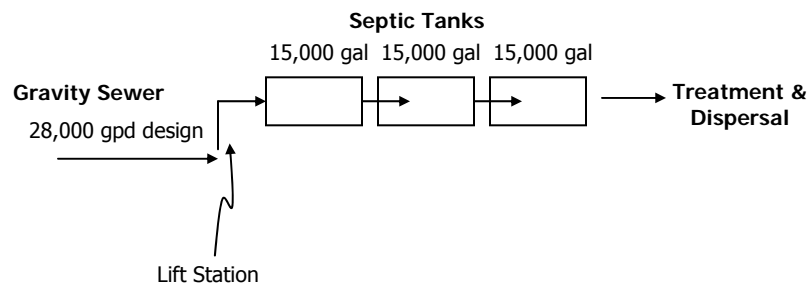 Septic Tanks
15,000 gal 15,000 gal 15,000 gal
Gravity Sewer
28,000 gpd design
Treatment &
Dispersal
Lift Station